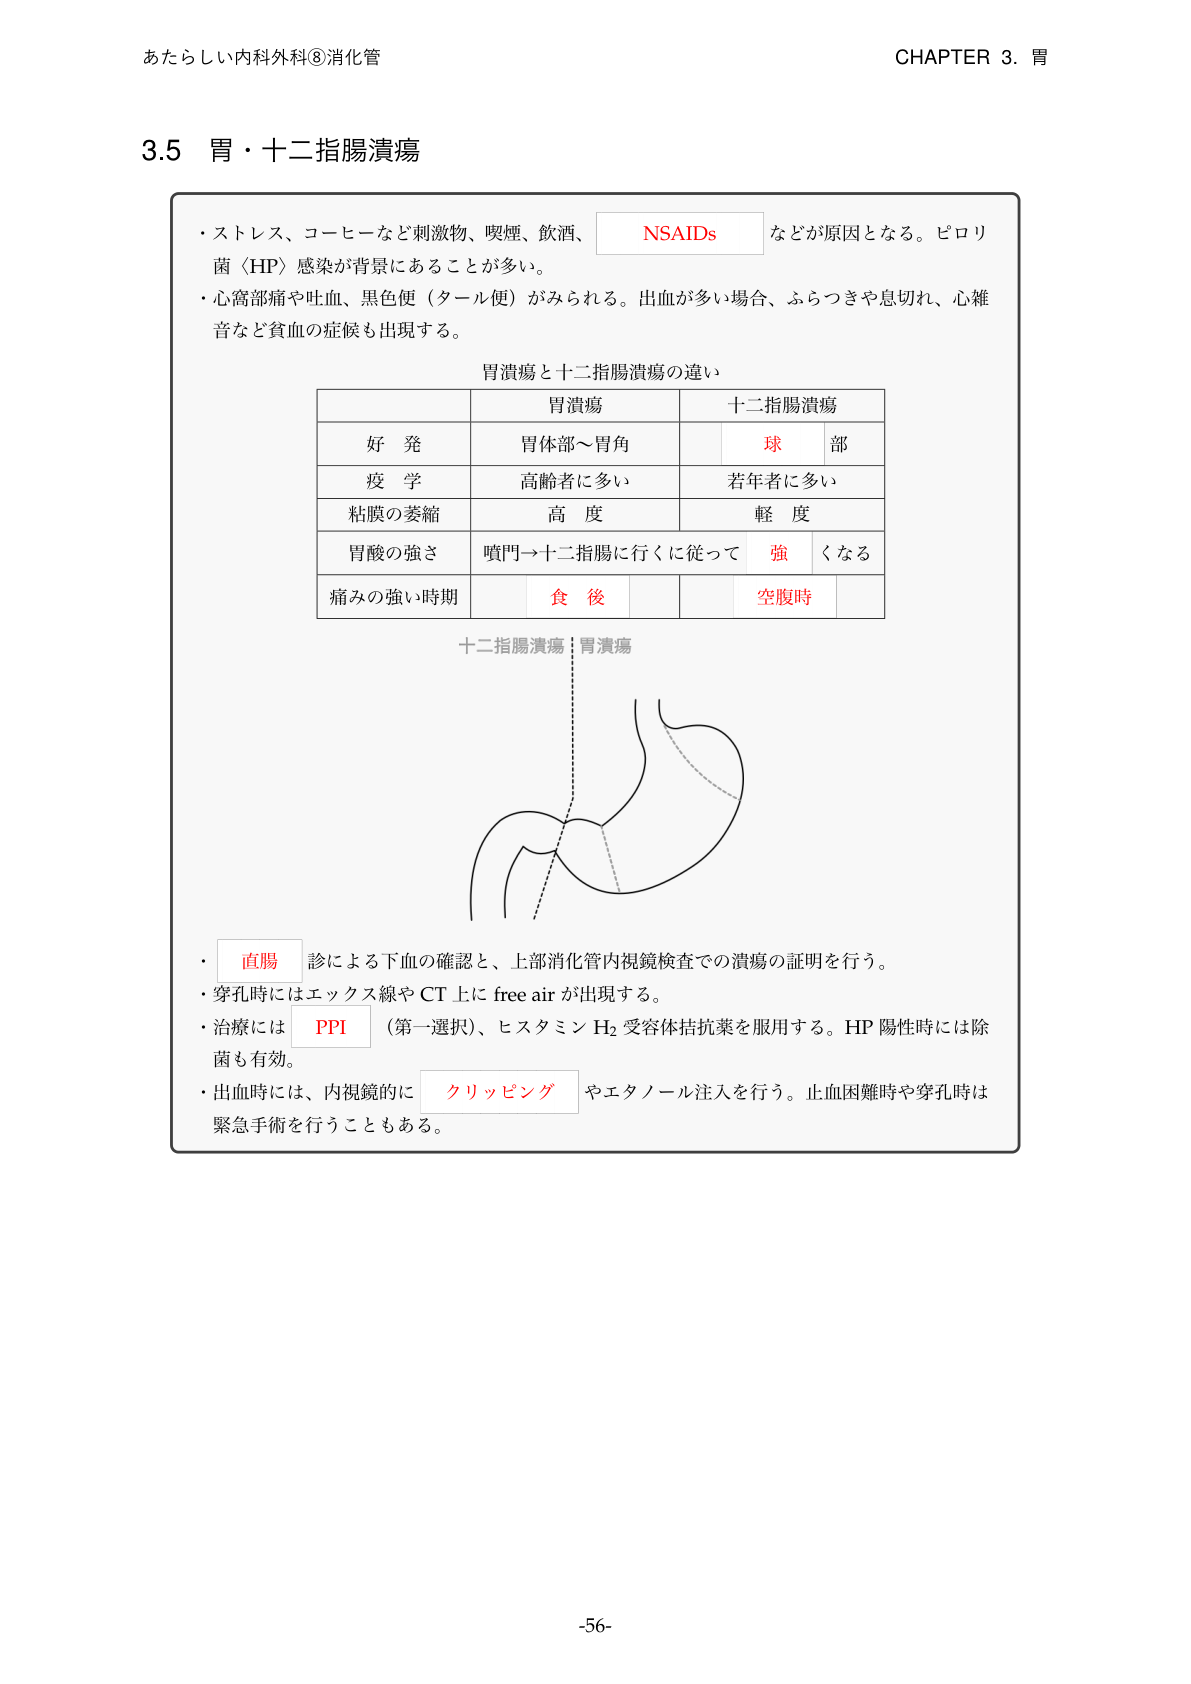 あたらしい内科外科⑧消化管 CHAPTER 3. 胃
3.5 胃・十二指腸潰瘍
・ストレス、コーヒーなど刺激物、喫煙、飲酒、 NSAIDs などが原因となる。ピロリ
菌〈HP〉感染が背景にあることが多い。
・心窩部痛や吐血、黒色便（タール便）がみられる。出血が多い場合、ふらつきや息切れ、心雑
音など貧血の症候も出現する。
胃潰瘍と十二指腸潰瘍の違い
胃潰瘍 十二指腸潰瘍
好 発 胃体部〜胃角 球 部
疫 学 高齢者に多い 若年者に多い
粘膜の萎縮 高 度 軽 度
胃酸の強さ 噴門→十二指腸に行くに従って 強 くなる
痛みの強い時期 食 後 空腹時
十二指腸潰瘍 胃潰瘍
・ 直腸 診による下血の確認と、上部消化管内視鏡検査での潰瘍の証明を行う。
・穿孔時にはエックス線や CT 上に free air が出現する。
・治療には PPI （第一選択）、ヒスタミン H₂ 受容体拮抗薬を服用する。HP 陽性時には除
菌も有効。
・出血時には、内視鏡的に クリッピング やエタノール注入を行う。止血困難時や穿孔時は
緊急手術を行うこともある。
-56-